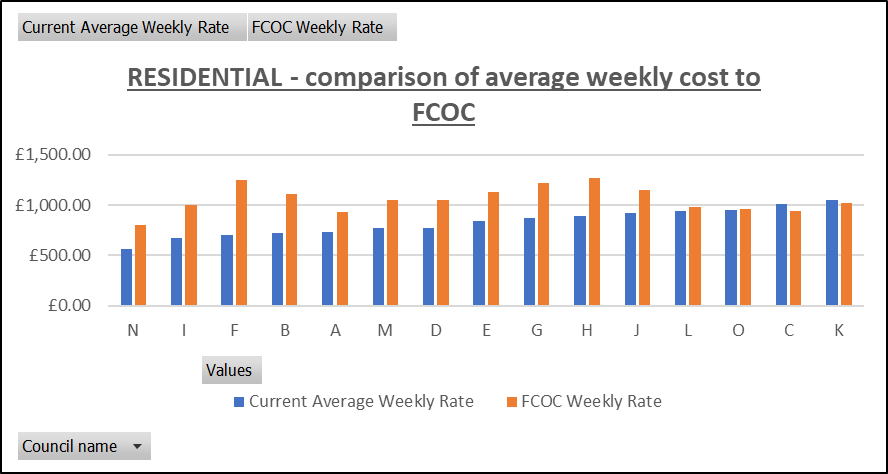 Current Average Weekly Rate FCOC Weekly Rate
RESIDENTIAL - comparison of average weekly cost to
FCOC
£1,500.00
£1,000.00
£500.00
£0.00
N I F B A M D E G H J L O C K
Values
Current Average Weekly Rate FCOC Weekly Rate
Council name